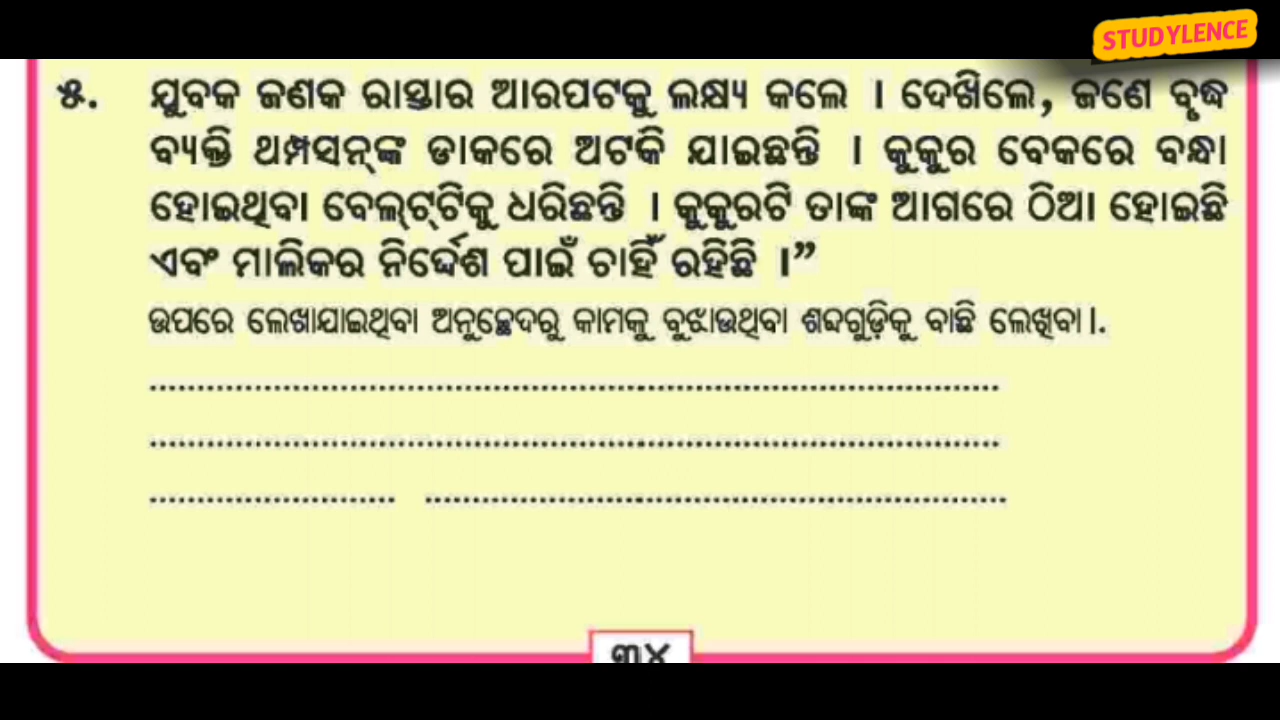 STUDYLENCE
୫. ଯୁବକ ଜଣକ ରାସ୍ତାର ଆରପଟକୁ ଲକ୍ଷ୍ୟ କଲେ । ଦେଖିଲେ, ଜଣେ ବୃଦ୍ଧ
ବ୍ୟକ୍ତି ଥମ୍ପସନ୍‌ଙ୍କ ଡାକରେ ଅଟକି ଯାଇଛନ୍ତି । କୁକୁର ବେକରେ ବନ୍ଧା
ହୋଇଥିବା ବେଲ୍‌ଟ୍‌ଟିକୁ ଧରିଛନ୍ତି । କୁକୁରଟି ତାଙ୍କ ଆଗରେ ଠିଆ ହୋଇଛି
ଏବଂ ମାଲିକର ନିର୍ଦ୍ଦେଶ ପାଇଁ ଚାହିଁ ରହିଛି ।”
ଉପରେ ଲେଖାଯାଇଥିବା ଅନୁଚ୍ଛେଦରୁ କାମକୁ ବୁଝାଉଥିବା ଶବ୍ଦଗୁଡ଼ିକୁ ବାଛି ଲେଖିବା।.
୩୪